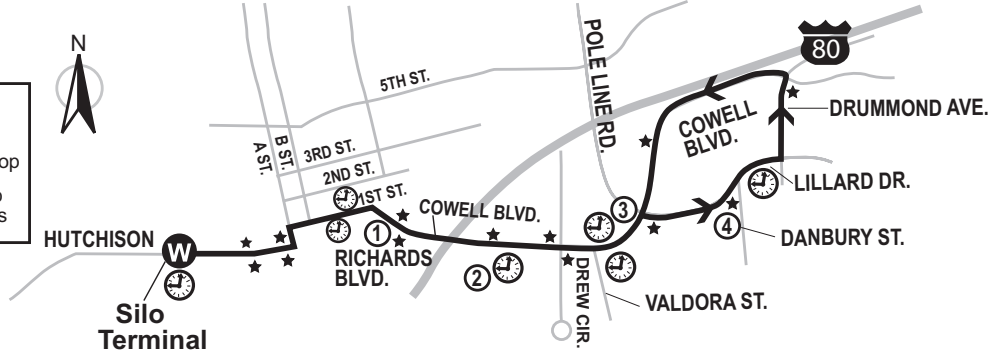 N
op
o
s
80
5TH ST.
POLE LINE RD.
A ST.
B ST.
3RD ST.
2ND ST.
1ST ST.
COWELL
BLVD.
DRUMMOND AVE.
LILLARD DR.
HUTCHISON
W
1
RICHARDS
BLVD.
COWELL BLVD.
2
3
4
DANBURY ST.
DREW CIR.
VALDORA ST.
Silo
Terminal